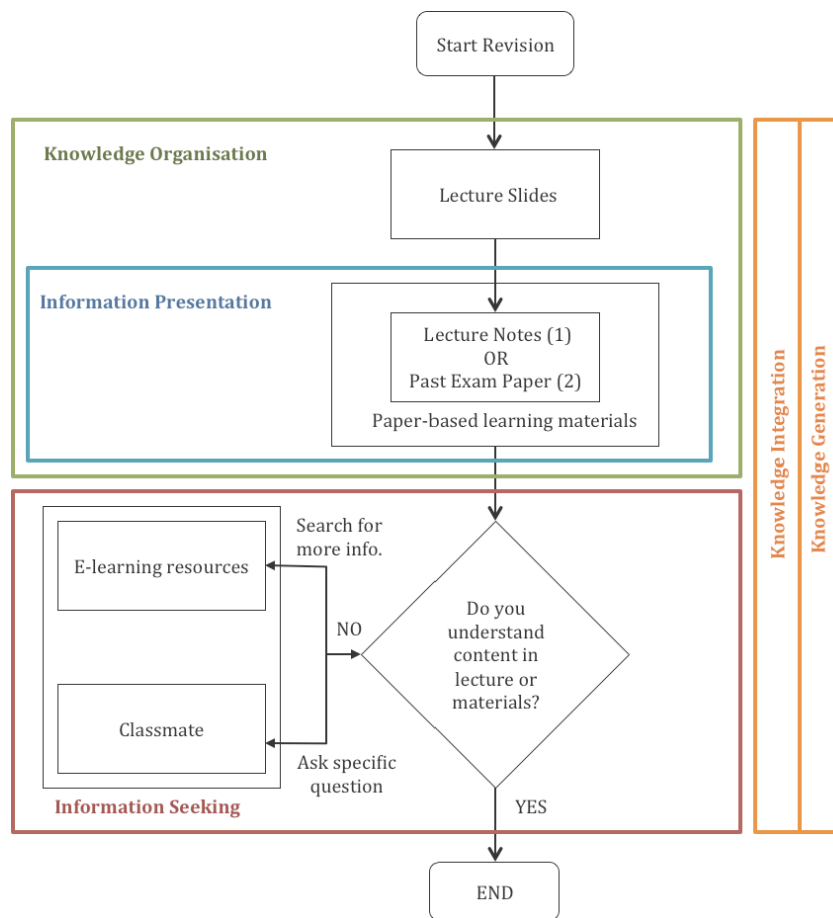 Start Revision
Knowledge Organisation
Lecture Slides
Information Presentation
Lecture Notes (1)
OR
Past Exam Paper (2)
Paper-based learning materials
Knowledge Integration
Knowledge Generation
Search for
more info.
E-learning resources
NO
Do you
understand
content in
lecture or
materials?
Classmate
Ask specific
question
Information Seeking
YES
END